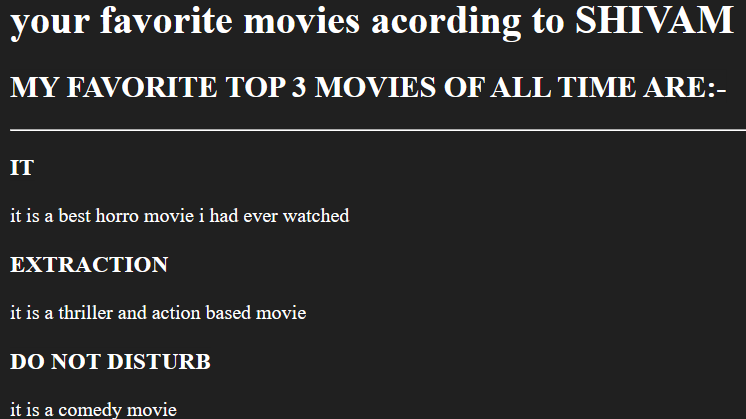 your favorite movies acording to SHIVAM
MY FAVORITE TOP 3 MOVIES OF ALL TIME ARE:-
IT
it is a best horro movie i had ever watched
EXTRACTION
it is a thriller and action based movie
DO NOT DISTURB
it is a comedy movie